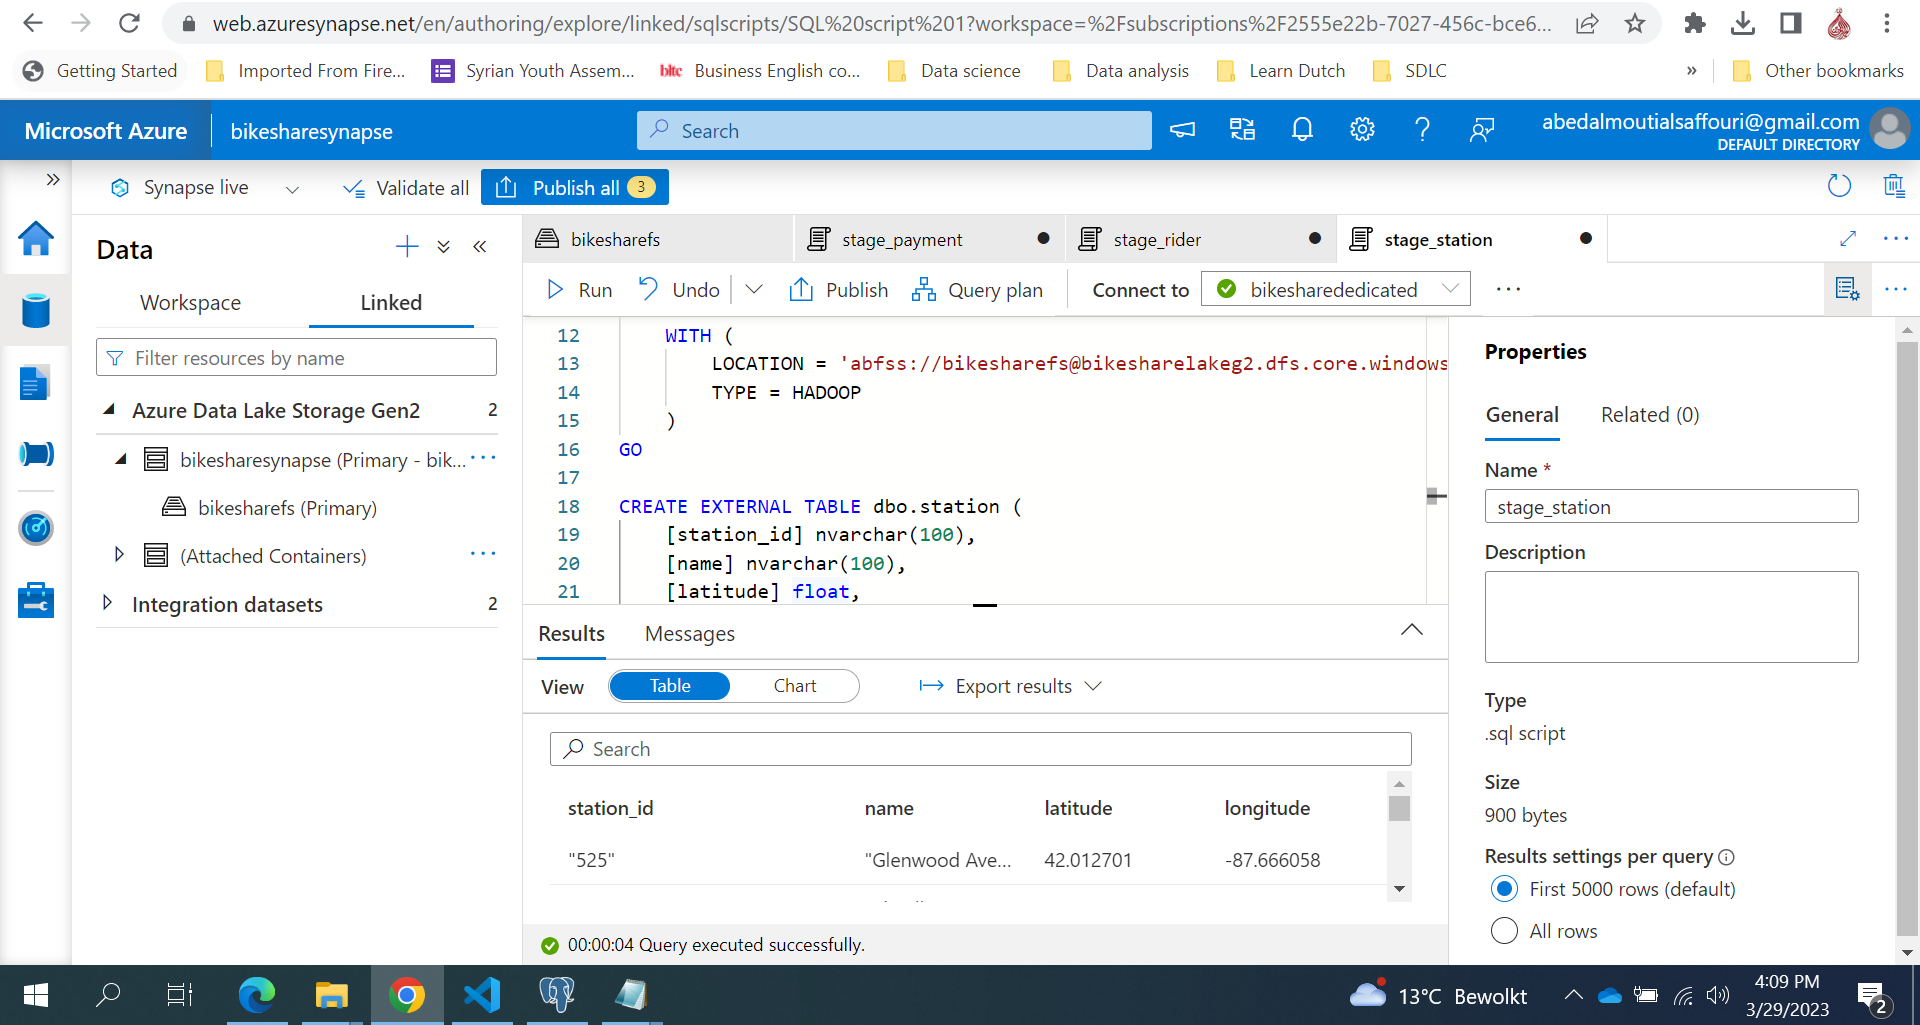 web.azuresynapse.net/en/authoring/explore/linked/sqlscripts/SQL%20script%201?workspace=%2Fsubscriptions%2F2555e22b-7027-456c-bce6...
Getting Started
Imported From Fire...
Syrian Youth Assem...
bltc Business English co...
Data science
Data analysis
Learn Dutch
SDLC
»
Other bookmarks
Microsoft Azure
bikesharesynapse
Search
abedalmoutialsaffouri@gmail.com
DEFAULT DIRECTORY
Synapse live
Validate all
Publish all 3
Data
Workspace
Linked
Filter resources by name
Azure Data Lake Storage Gen2 2
bikesharesynapse (Primary - bik...
bikesharefs (Primary)
(Attached Containers)
Integration datasets 2
bikesharefs
stage_payment
stage_rider
stage_station
Run
Undo
Publish
Query plan
Connect to
bikesharededicated
12 WITH (
13 LOCATION = 'abfss://bikesharefs@bikesharelakeg2.dfs.core.windows
14 TYPE = HADOOP
15 )
16 GO
17
18 CREATE EXTERNAL TABLE dbo.station (
19 [station_id] nvarchar(100),
20 [name] nvarchar(100),
21 [latitude] float,
Results
Messages
View
Table
Chart
Export results
Search
station_id name latitude longitude
"525" "Glenwood Ave... 42.012701 -87.666058
00:00:04 Query executed successfully.
Properties
General
Related (0)
Name *
stage_station
Description
Type
.sql script
Size
900 bytes
Results settings per query
First 5000 rows (default)
All rows
13°C Bewolkt
4:09 PM
3/29/2023
2